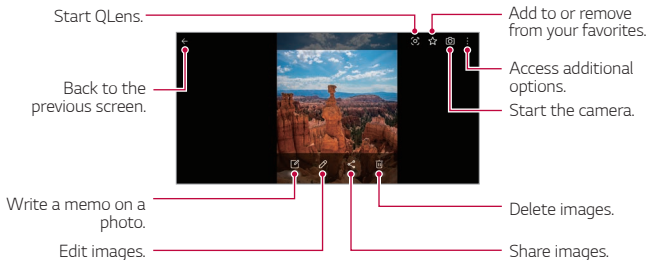 Start QLens.
Add to or remove
from your favorites.
Back to the
previous screen.
Access additional
options.
Start the camera.
Write a memo on a
photo.
Delete images.
Edit images.
Share images.